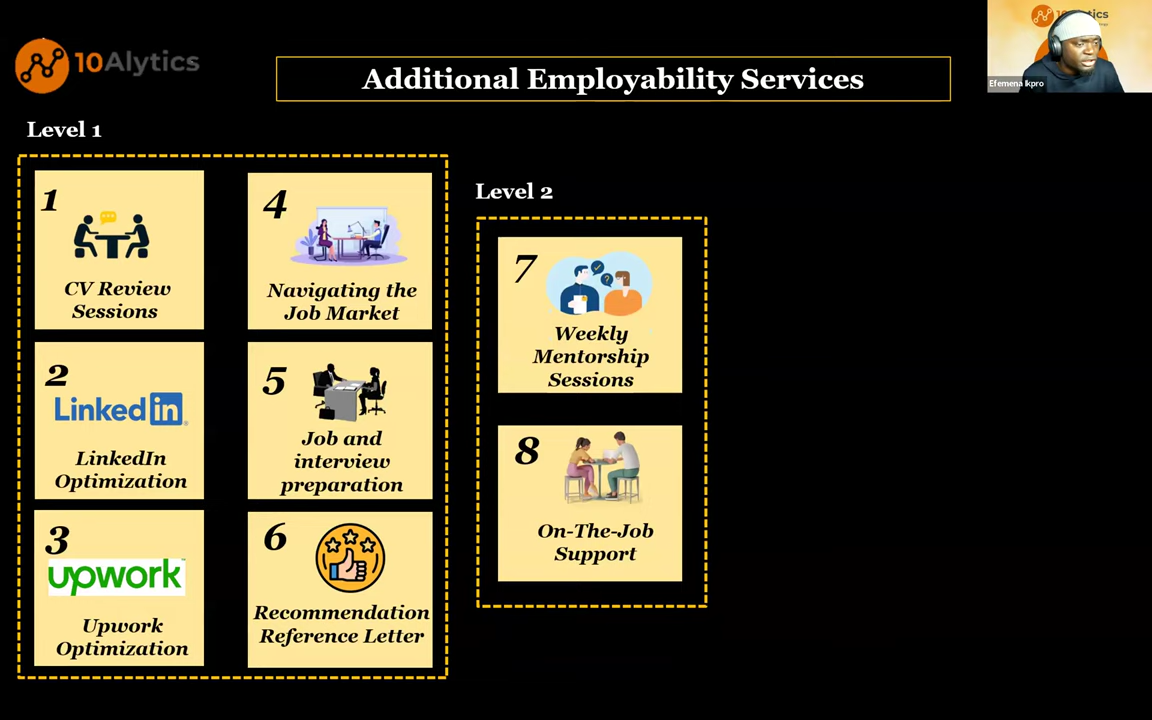 10Alytics
Additional Employability Services
Efemena Ikpro
Level 1
1
CV Review
Sessions
2
LinkedIn
LinkedIn
Optimization
3
upwork
Upwork
Optimization
4
Navigating the
Job Market
5
Job and
interview
preparation
6
Recommendation
Reference Letter
Level 2
7
Weekly
Mentorship
Sessions
8
On-The-Job
Support